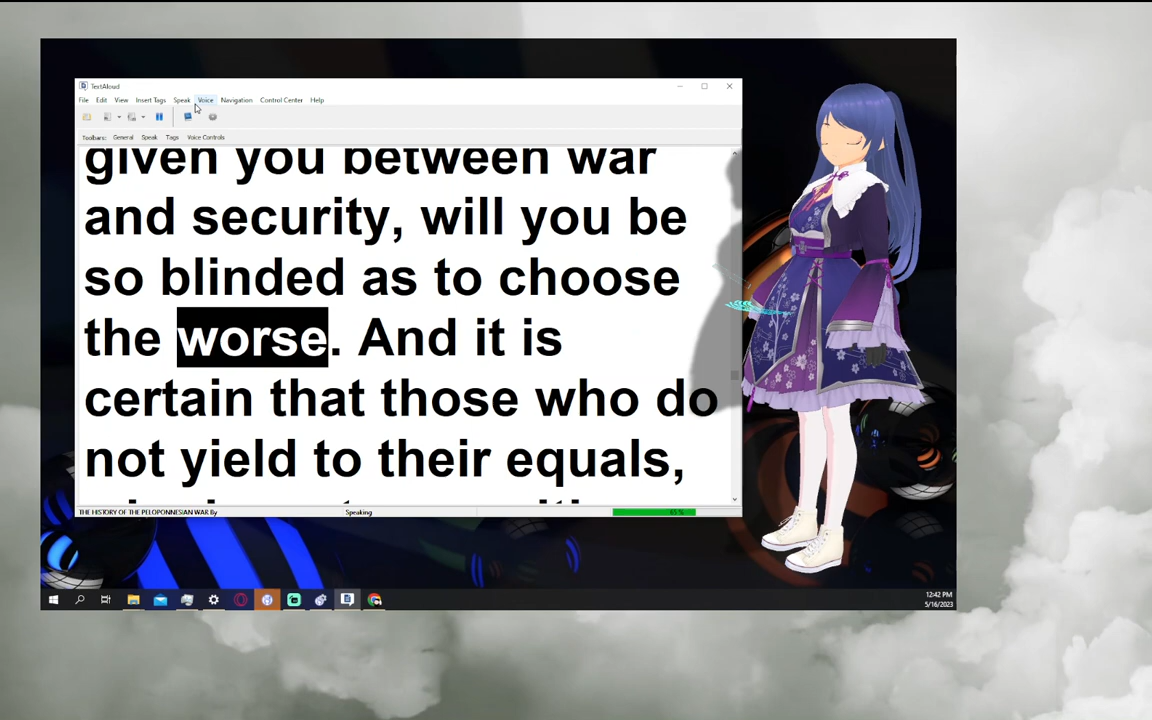 TextAloud
File Edit View Insert Tags Speak Voice Navigation Control Center Help
Toolbars: General Speak Tags Voice Controls
given you between war
and security, will you be
so blinded as to choose
the worse. And it is
certain that those who do
not yield to their equals,
THE HISTORY OF THE PELOPONNESIAN WAR By Speaking 65 %
12:42 PM
5/16/2023